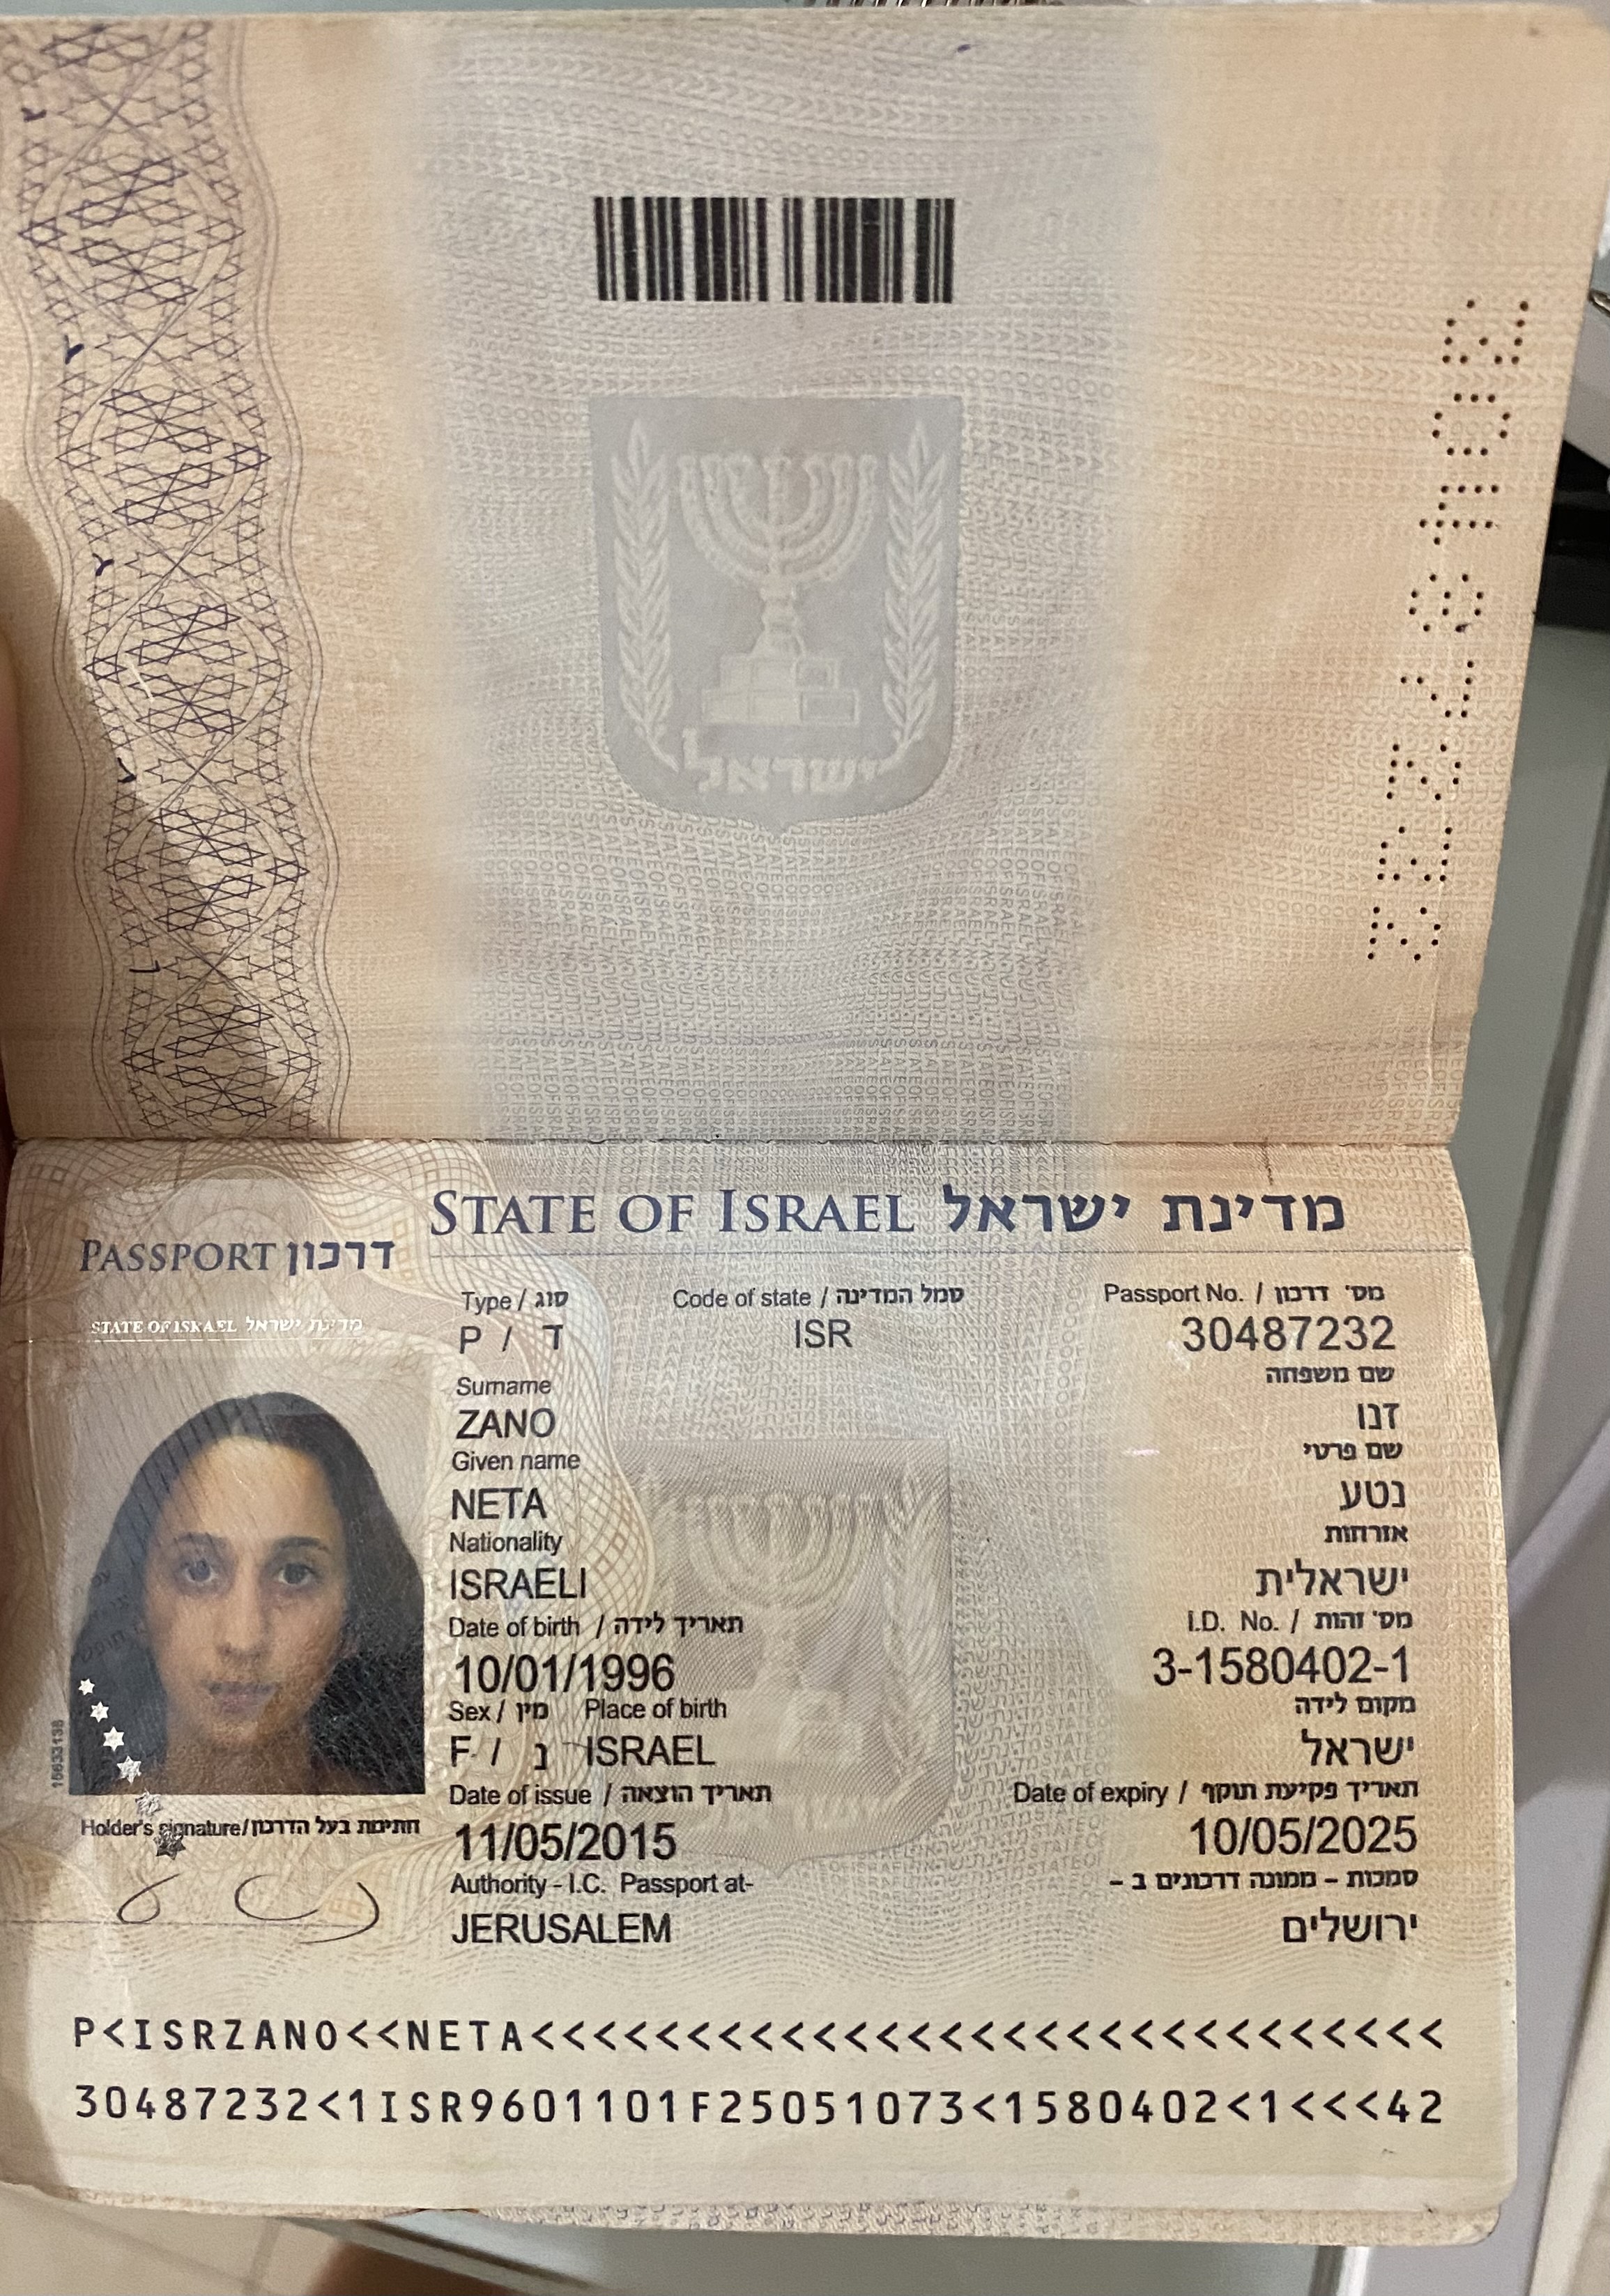 ישראל
30487232
STATE OF ISRAEL מדינת ישראל
PASSPORT דרכון
STATE OF ISRAEL מדינת ישראל
Type / סוג
P / ד
Code of state / סמל המדינה
ISR
Passport No. / מס' דרכון
30487232
Surname
שם משפחה
ZANO
זנו
Given name
שם פרטי
NETA
נטע
Nationality
אזרחות
ISRAELI
ישראלית
Date of birth / תאריך לידה
I.D. No. / מס' זהות
10/01/1996
3-1580402-1
Sex / מין Place of birth
מקום לידה
F / נ ISRAEL
ישראל
Date of issue / תאריך הוצאה
Date of expiry / תאריך פקיעת תוקף
11/05/2015
10/05/2025
Authority - I.C. Passport at-
סמכות - ממונה דרכונים ב -
JERUSALEM
ירושלים
16633138
Holder's signature/חתימת בעל הדרכון
P<ISRZANO<<NETA<<<<<<<<<<<<<<<<<<<<<<<<<<<<<
30487232<1ISR9601101F25051073<1580402<1<<<42